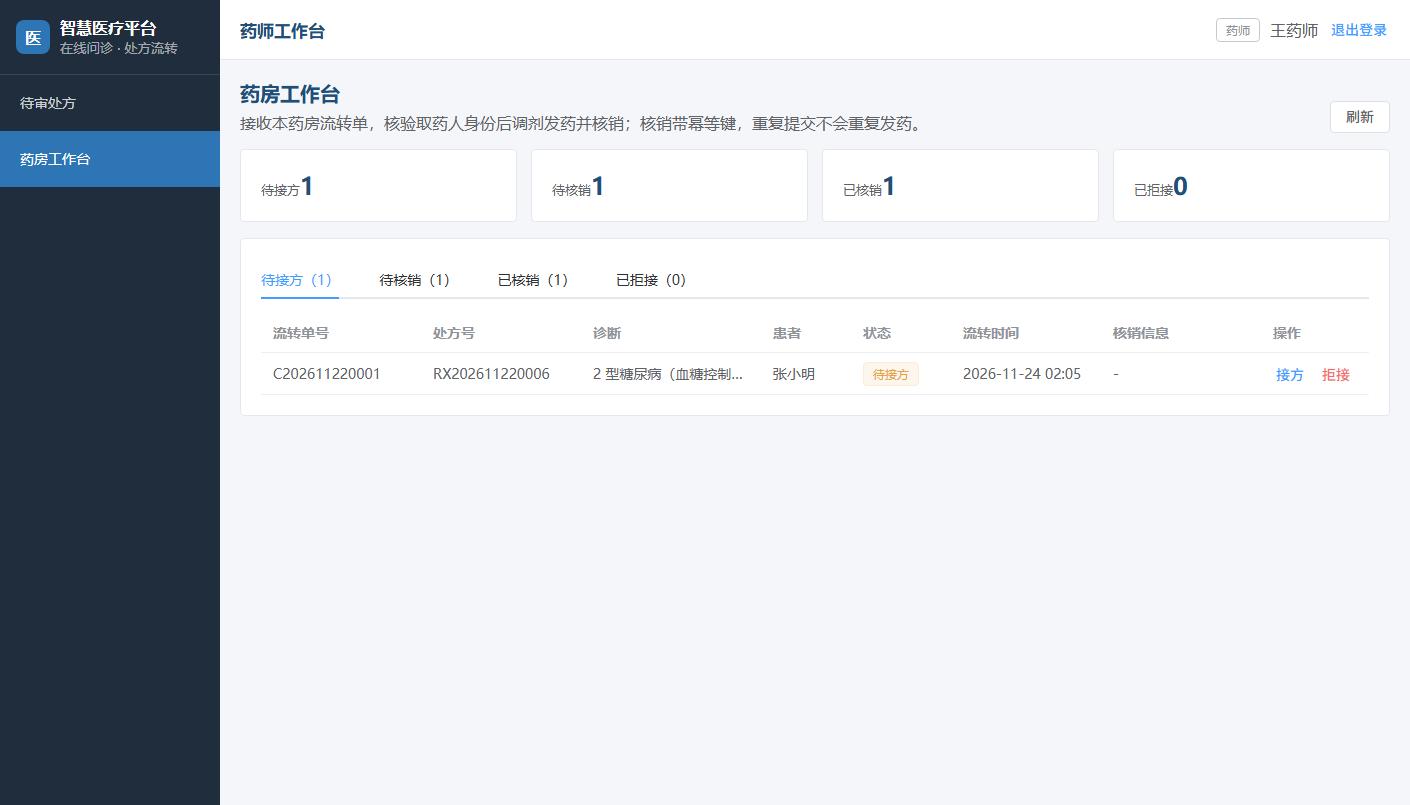 医
智慧医疗平台
在线问诊 · 处方流转
待审处方
药房工作台
药师工作台
药师 王药师 退出登录
药房工作台
接收本药房流转单，核验取药人身份后调剂发药并核销；核销带幂等键，重复提交不会重复发药。
刷新
待接方1
待核销1
已核销1
已拒接0
待接方（1） 待核销（1） 已核销（1） 已拒接（0）
流转单号 处方号 诊断 患者 状态 流转时间 核销信息 操作
C202611220001 RX202611220006 2 型糖尿病（血糖控制... 张小明 待接方 2026-11-24 02:05 - 接方 拒接